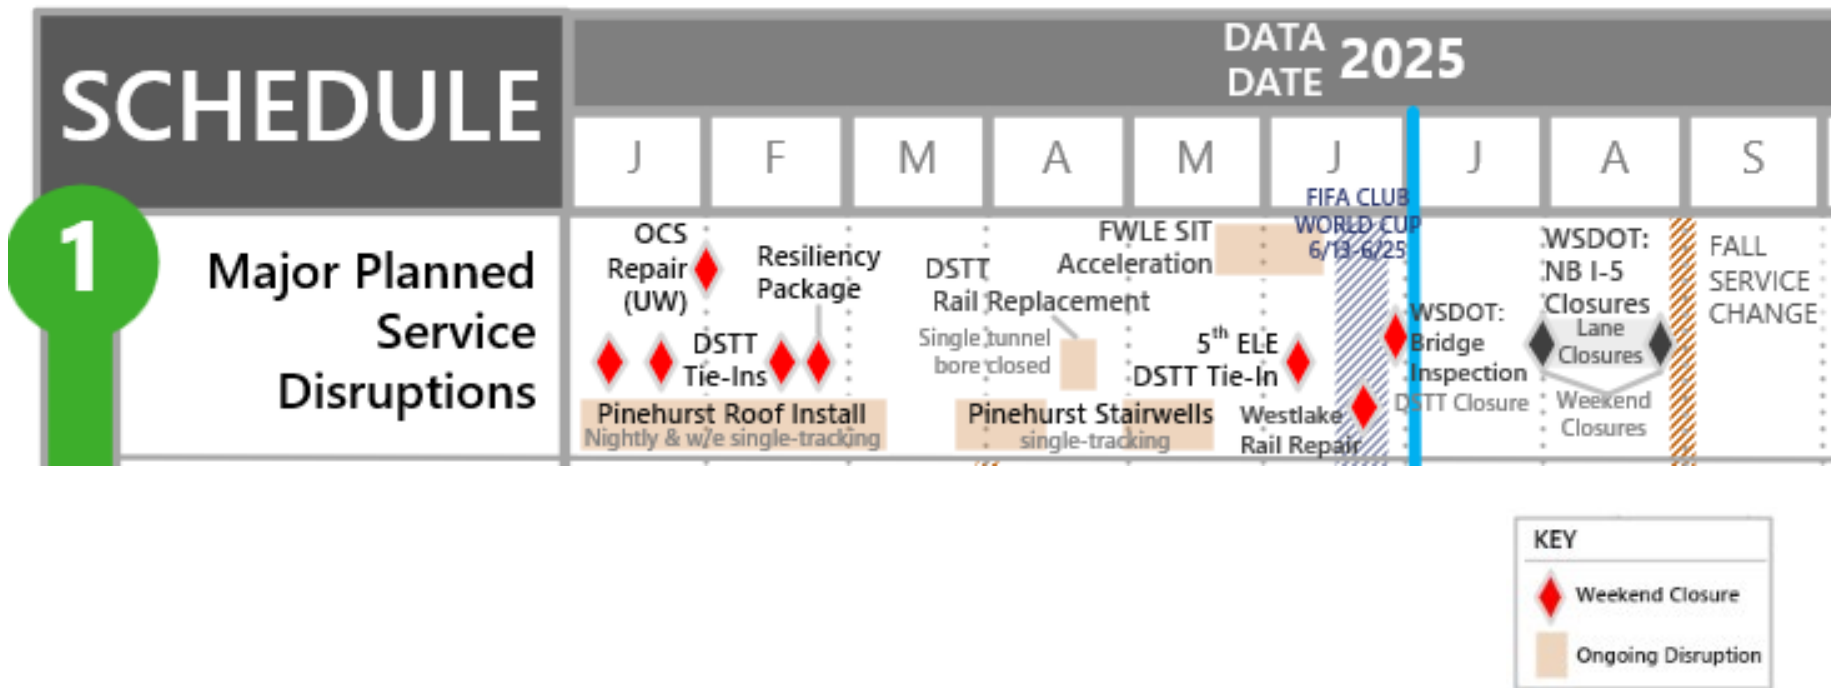 SCHEDULE
DATA
DATE
2025
J F M A M J J A S
1
Major Planned
Service
Disruptions
OCS
Repair
(UW)
Resiliency
Package
DSTT
Tie-Ins
Pinehurst Roof Install
Nightly & w/e single-tracking
DSTT
Rail Replacement
Single tunnel
bore closed
Pinehurst Stairwells
single-tracking
FWLE SIT
Acceleration
5th ELE
DSTT Tie-In
FIFA CLUB
WORLD CUP
6/13-6/25
Westlake
Rail Repair
WSDOT:
Bridge
Inspection
DSTT Closure
WSDOT:
NB I-5
Closures
Lane
Closures
Weekend
Closures
FALL
SERVICE
CHANGE
KEY
Weekend Closure
Ongoing Disruption